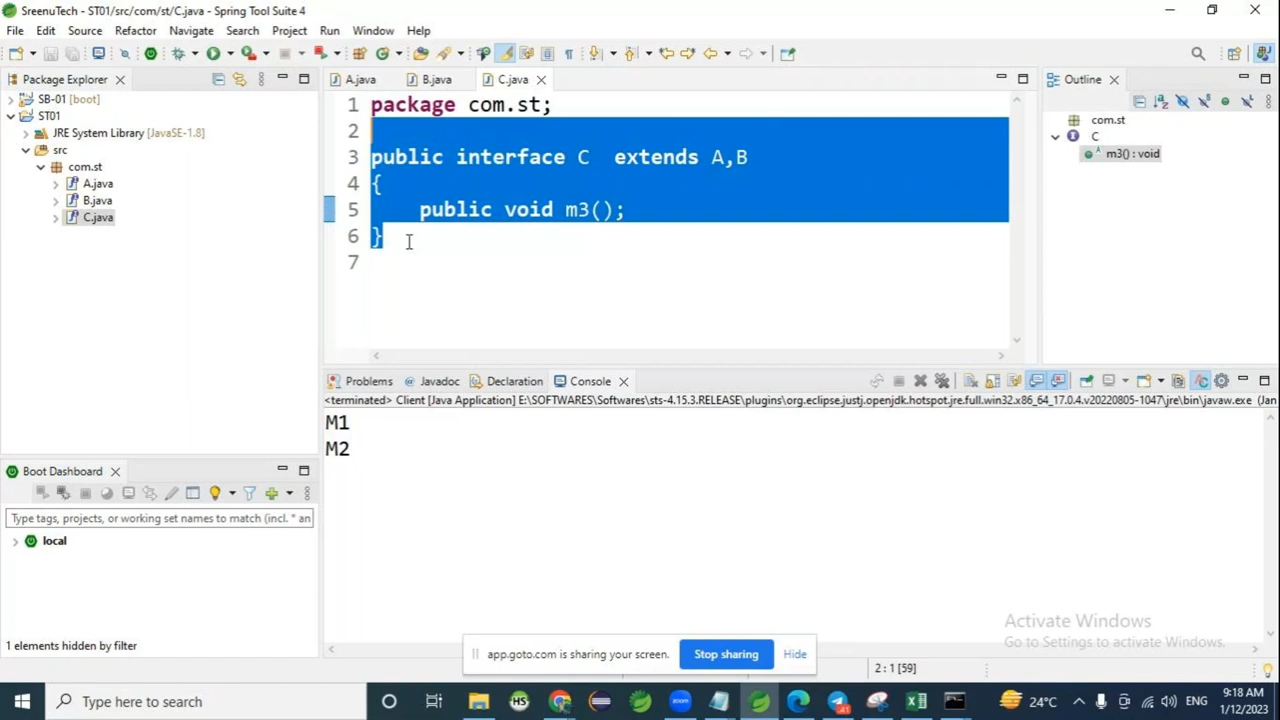 SreenuTech - ST01/src/com/st/C.java - Spring Tool Suite 4
File Edit Source Refactor Navigate Search Project Run Window Help
Package Explorer
SB-01 [boot]
ST01
JRE System Library [JavaSE-1.8]
src
com.st
A.java
B.java
C.java
A.java B.java C.java
1 package com.st;
2
3 public interface C  extends A,B
4 {
5 public void m3();
6 }
7
Outline
com.st
C
m3() : void
Problems Javadoc Declaration Console
<terminated> Client [Java Application] E:\SOFTWARES\Softwares\sts-4.15.3.RELEASE\plugins\org.eclipse.justj.openjdk.hotspot.jre.full.win32.x86_64_17.0.4.v20220805-1047\jre\bin\javaw.exe (Jan
M1
M2
Boot Dashboard
Type tags, projects, or working set names to match (incl. * an
local
1 elements hidden by filter
Activate Windows
Go to Settings to activate Windows.
app.goto.com is sharing your screen. Stop sharing Hide
2 : 1 [59]
Type here to search
HS
zoom
24°C
ENG
9:18 AM
1/12/2023